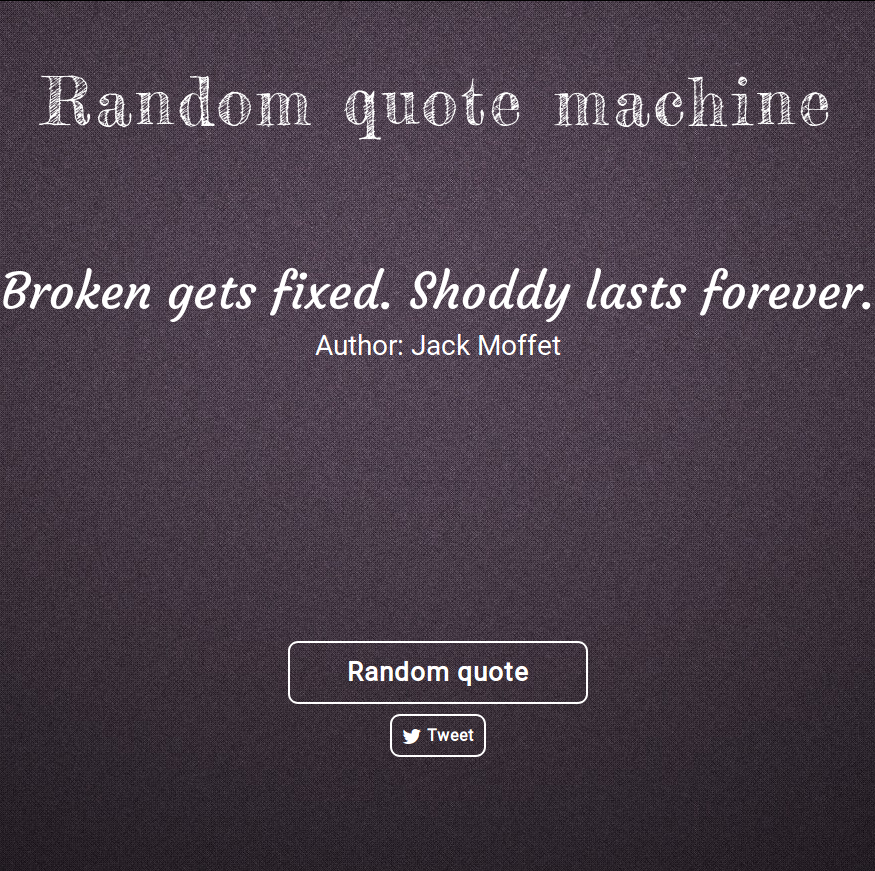 Random quote machine
Broken gets fixed. Shoddy lasts forever.
Author: Jack Moffet
Random quote
Tweet